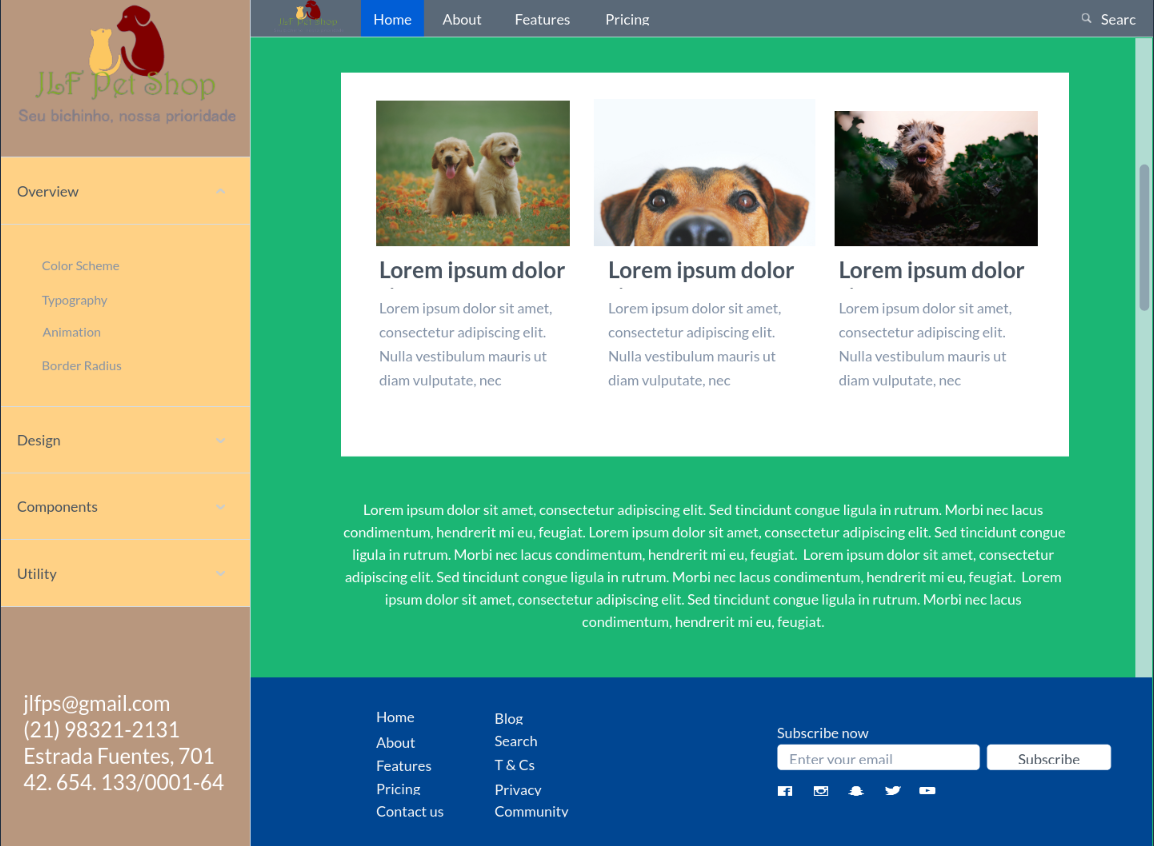 JLF Pet Shop
Seu bichinho, nossa prioridade
Overview
Color Scheme
Typography
Animation
Border Radius
Design
Components
Utility
jlfps@gmail.com
(21) 98321-2131
Estrada Fuentes, 701
42. 654. 133/0001-64
JLF Pet Shop
Home
About
Features
Pricing
Searc
Lorem ipsum dolor
Lorem ipsum dolor sit amet,
consectetur adipiscing elit.
Nulla vestibulum mauris ut
diam vulputate, nec
Lorem ipsum dolor
Lorem ipsum dolor sit amet,
consectetur adipiscing elit.
Nulla vestibulum mauris ut
diam vulputate, nec
Lorem ipsum dolor
Lorem ipsum dolor sit amet,
consectetur adipiscing elit.
Nulla vestibulum mauris ut
diam vulputate, nec
Lorem ipsum dolor sit amet, consectetur adipiscing elit. Sed tincidunt congue ligula in rutrum. Morbi nec lacus
condimentum, hendrerit mi eu, feugiat. Lorem ipsum dolor sit amet, consectetur adipiscing elit. Sed tincidunt congue
ligula in rutrum. Morbi nec lacus condimentum, hendrerit mi eu, feugiat. Lorem ipsum dolor sit amet, consectetur
adipiscing elit. Sed tincidunt congue ligula in rutrum. Morbi nec lacus condimentum, hendrerit mi eu, feugiat. Lorem
ipsum dolor sit amet, consectetur adipiscing elit. Sed tincidunt congue ligula in rutrum. Morbi nec lacus
condimentum, hendrerit mi eu, feugiat.
Home
About
Features
Pricing
Contact us
Blog
Search
T & Cs
Privacy
Community
Subscribe now
Enter your email
Subscribe